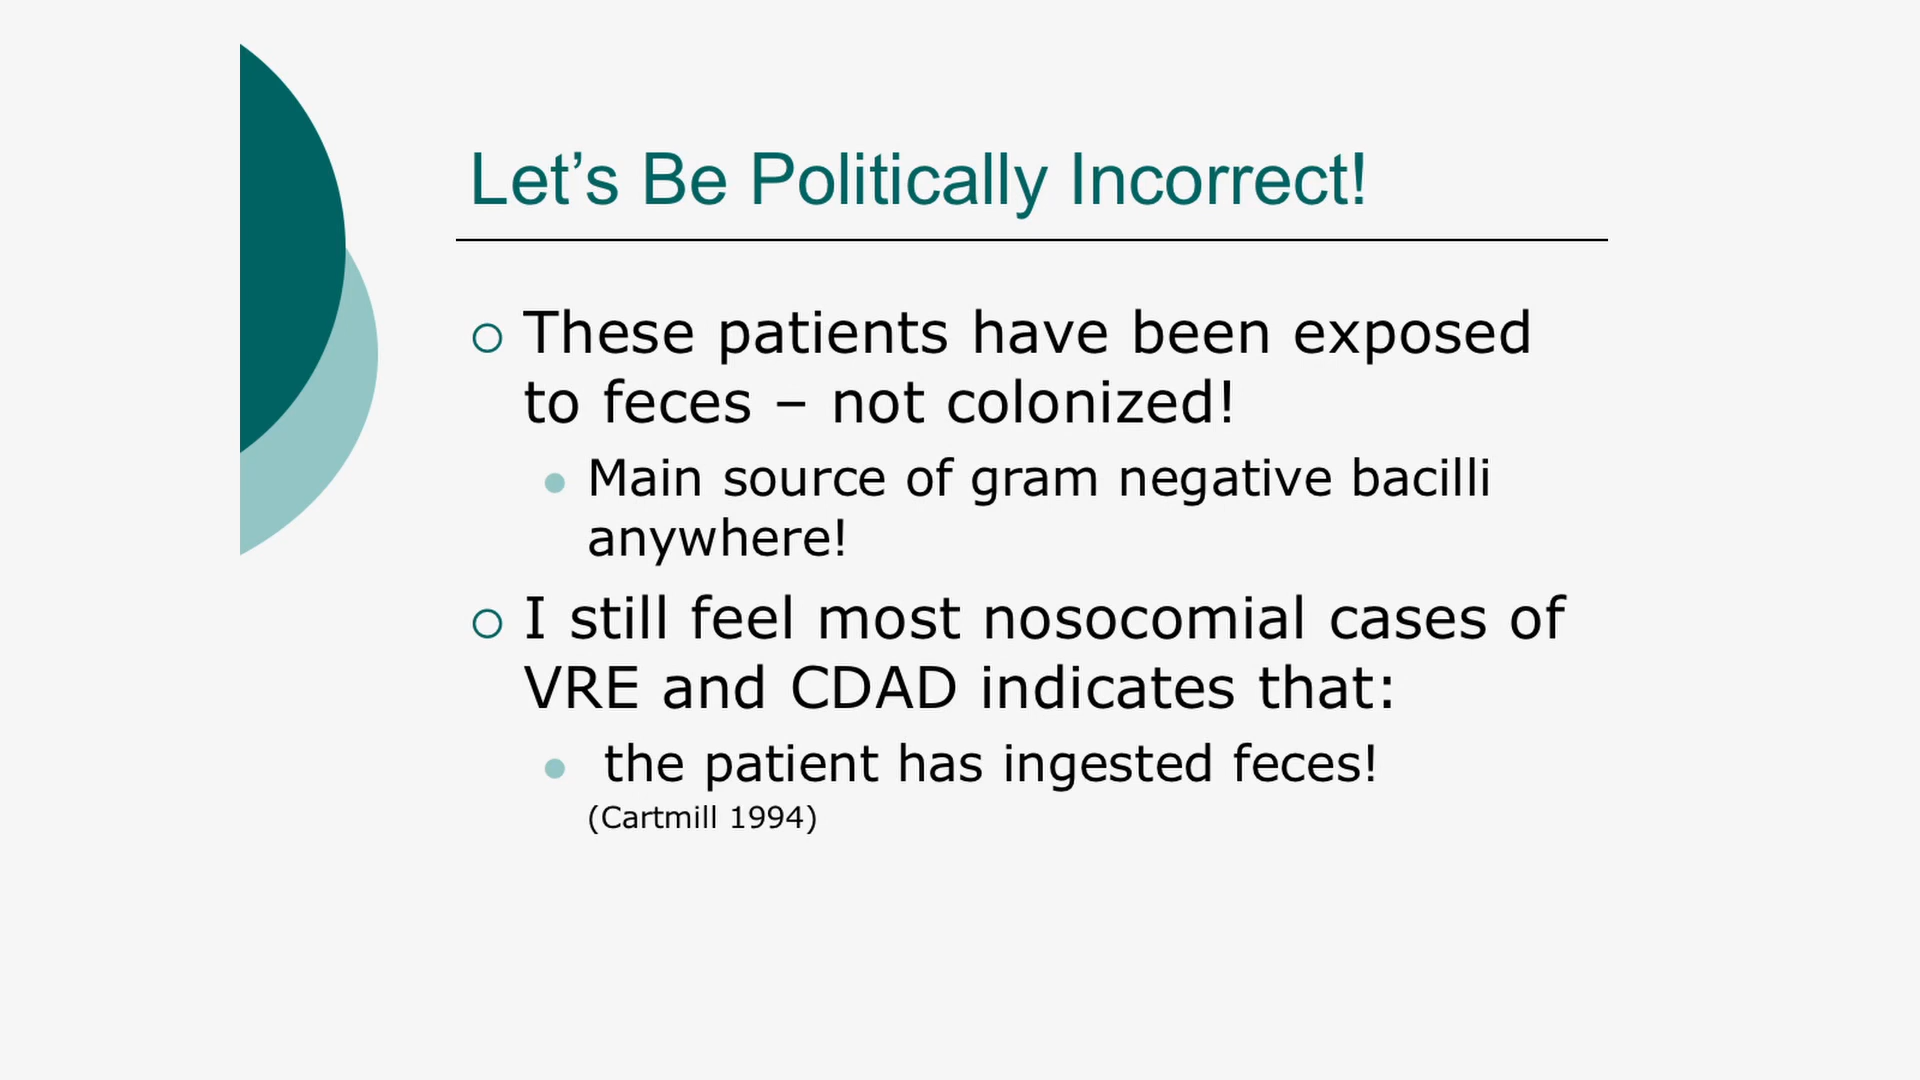 Let’s Be Politically Incorrect!
These patients have been exposed
to feces – not colonized!
Main source of gram negative bacilli
anywhere!
I still feel most nosocomial cases of
VRE and CDAD indicates that:
the patient has ingested feces!
(Cartmill 1994)